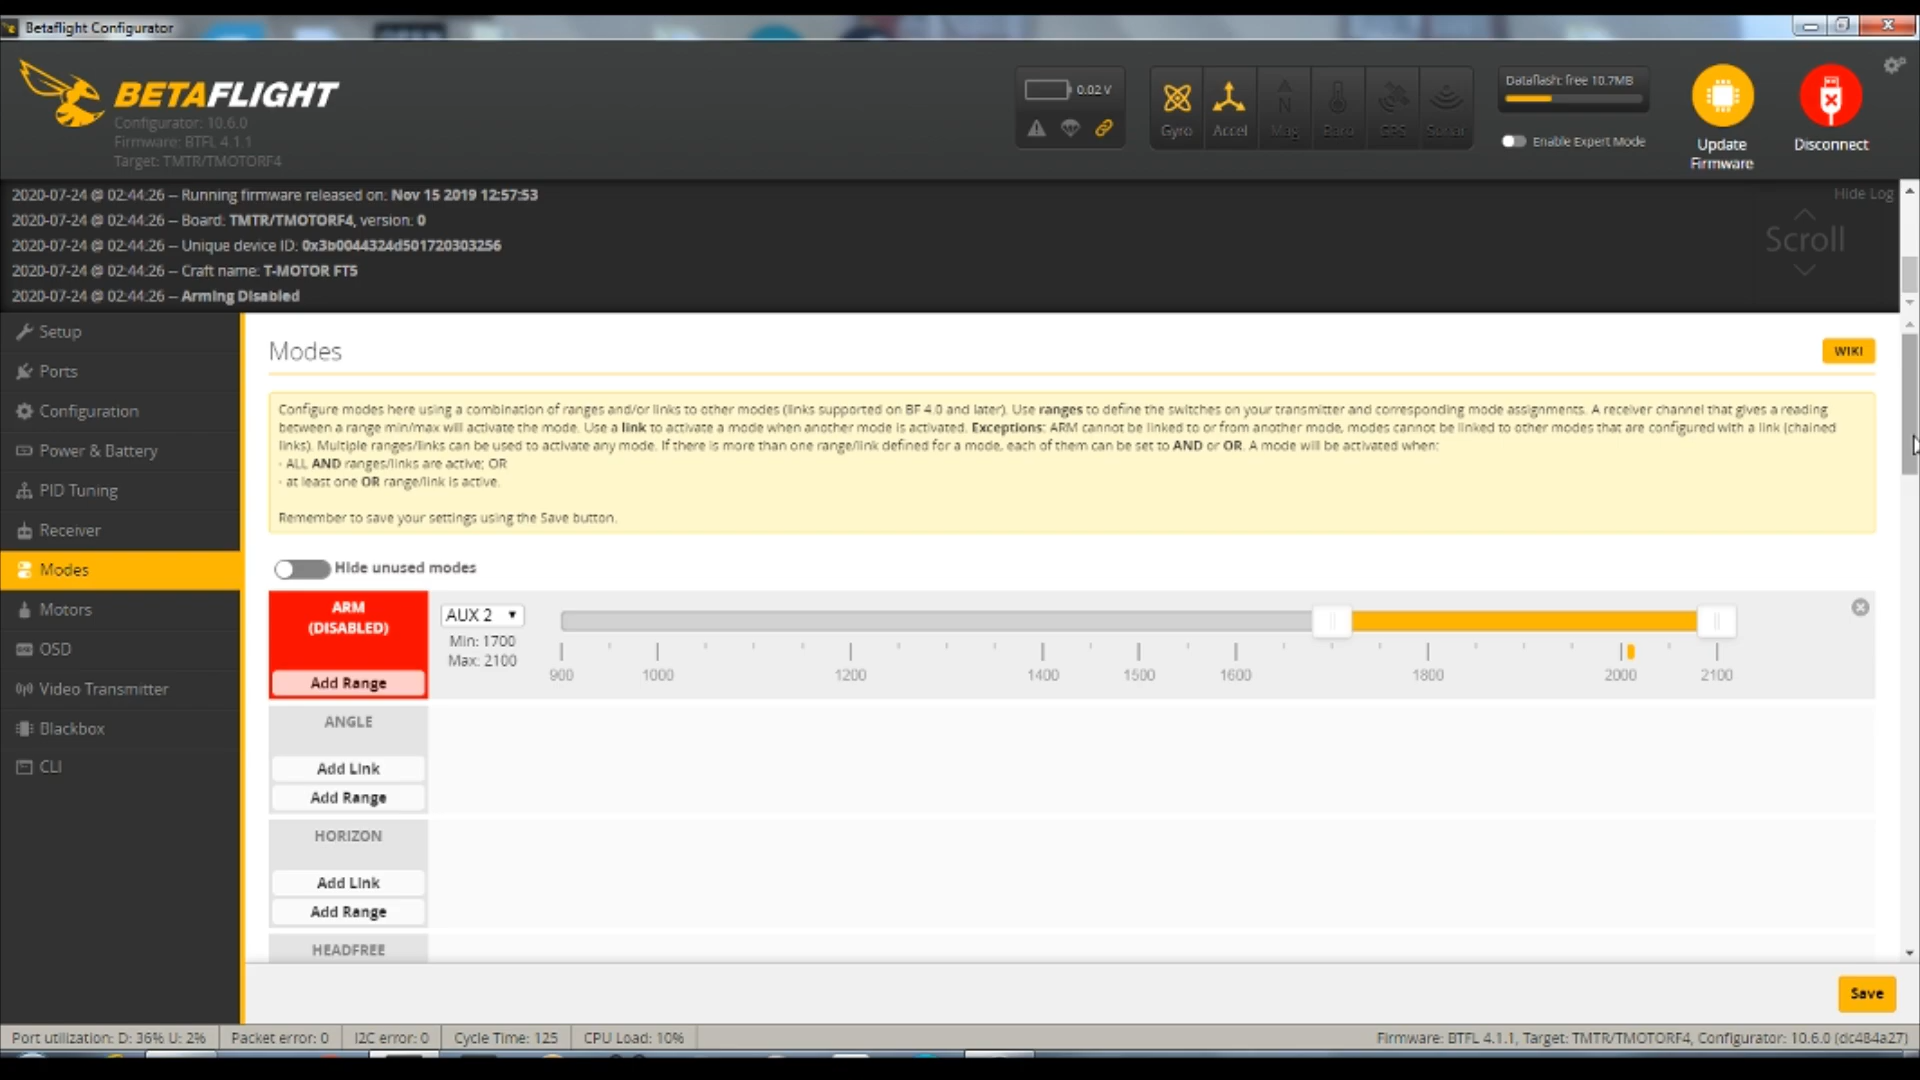 Betaflight Configurator
BETAFLIGHT
Configurator: 10.6.0
Firmware: BTFL 4.1.1
Target: TMTR/TMOTORF4
0.02 V
Gyro Accel Mag Baro GPS Sonar
Dataflash: free 10.7MB
Enable Expert Mode
Update Firmware
Disconnect
2020-07-24 @ 02:44:26 -- Running firmware released on: Nov 15 2019 12:57:53
2020-07-24 @ 02:44:26 -- Board: TMTR/TMOTORF4, version: 0
2020-07-24 @ 02:44:26 -- Unique device ID: 0x3b0044324d501720303256
2020-07-24 @ 02:44:26 -- Craft name: T-MOTOR FT5
2020-07-24 @ 02:44:26 -- Arming Disabled
Hide Log
Scroll
Setup
Ports
Configuration
Power & Battery
PID Tuning
Receiver
Modes
Motors
OSD
Video Transmitter
Blackbox
CLI
Modes
WIKI
Configure modes here using a combination of ranges and/or links to other modes (links supported on BF 4.0 and later). Use ranges to define the switches on your transmitter and corresponding mode assignments. A receiver channel that gives a reading
between a range min/max will activate the mode. Use a link to activate a mode when another mode is activated. Exceptions: ARM cannot be linked to or from another mode, modes cannot be linked to other modes that are configured with a link (chained
links). Multiple ranges/links can be used to activate any mode. If there is more than one range/link defined for a mode, each of them can be set to AND or OR. A mode will be activated when:
- ALL AND ranges/links are active; OR
- at least one OR range/link is active.
Remember to save your settings using the Save button.
Hide unused modes
ARM
(DISABLED)
Add Range
AUX 2
Min: 1700
Max: 2100
900 1000 1200 1400 1500 1600 1800 2000 2100
ANGLE
Add Link
Add Range
HORIZON
Add Link
Add Range
HEADFREE
Save
Port utilization: D: 36% U: 2% Packet error: 0 I2C error: 0 Cycle Time: 125 CPU Load: 10%
Firmware: BTFL 4.1.1, Target: TMTR/TMOTORF4, Configurator: 10.6.0 (dc484a27)